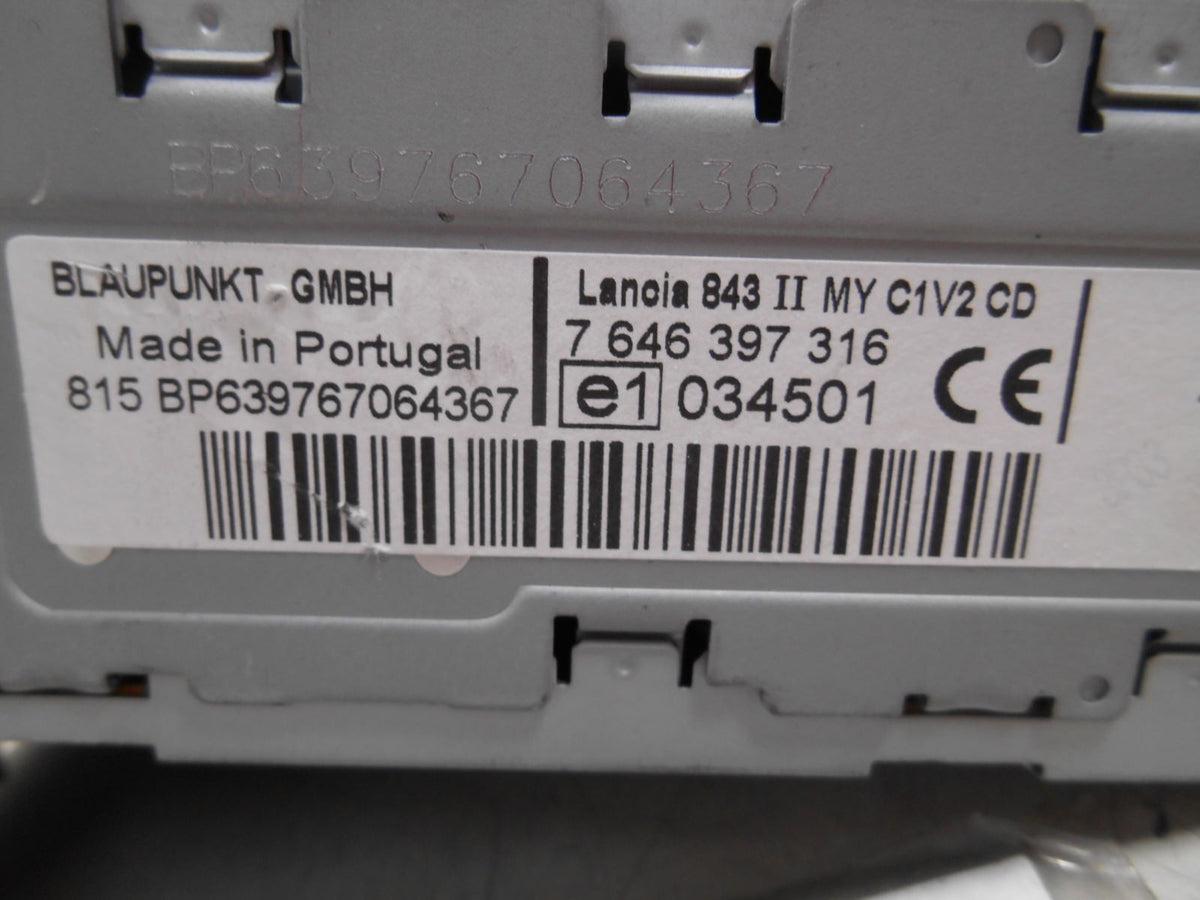 BP639767064367
BLAUPUNKT GMBH
Made in Portugal
815 BP639767064367
Lancia 843 II MY C1V2 CD
7 646 397 316
e1 034501 CE